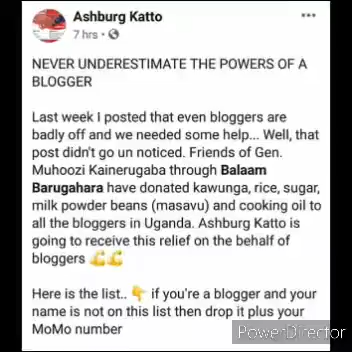 Ashburg Katto
7 hrs •
NEVER UNDERESTIMATE THE POWERS OF A
BLOGGER
Last week I posted that even bloggers are
badly off and we needed some help... Well, that
post didn't go un noticed. Friends of Gen.
Muhoozi Kainerugaba through Balaam
Barugahara have donated kawunga, rice, sugar,
milk powder beans (masavu) and cooking oil to
all the bloggers in Uganda. Ashburg Katto is
going to receive this relief on the behalf of
bloggers 💪💪
Here is the list.. 👇 if you're a blogger and your
name is not on this list then drop it plus your
MoMo number
PowerDirector